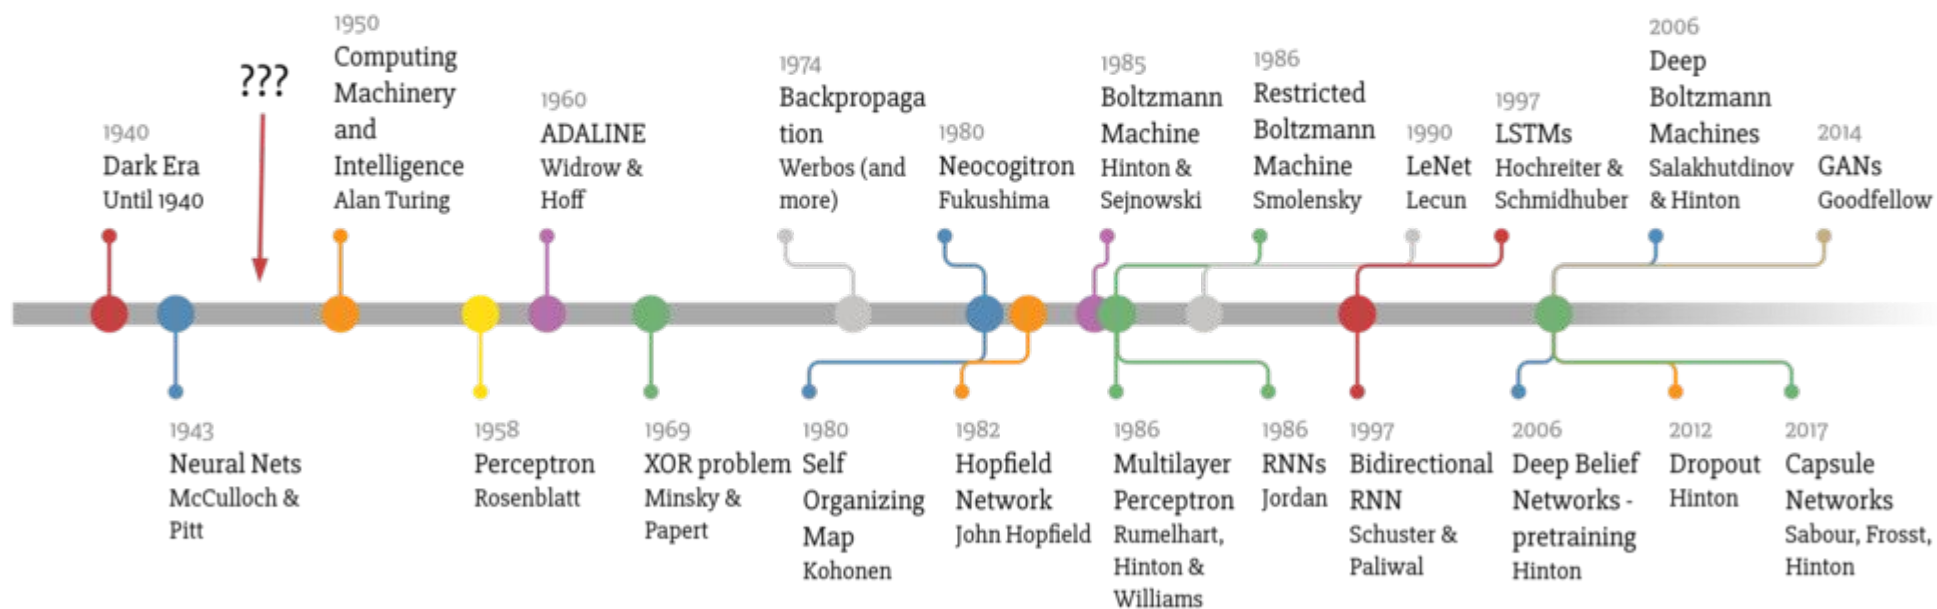 ???
1940
Dark Era
Until 1940
1950
Computing
Machinery
and
Intelligence
Alan Turing
1960
ADALINE
Widrow &
Hoff
1974
Backpropaga
tion
Werbos (and
more)
1980
Neocogitron
Fukushima
1985
Boltzmann
Machine
Hinton &
Sejnowski
1986
Restricted
Boltzmann
Machine
Smolensky
1990
LeNet
Lecun
1997
LSTMs
Hochreiter &
Schmidhuber
2006
Deep
Boltzmann
Machines
Salakhutdinov
& Hinton
2014
GANs
Goodfellow
1943
Neural Nets
McCulloch &
Pitt
1958
Perceptron
Rosenblatt
1969
XOR problem
Minsky &
Papert
1980
Self
Organizing
Map
Kohonen
1982
Hopfield
Network
John Hopfield
1986
Multilayer
Perceptron
Rumelhart,
Hinton &
Williams
1986
RNNs
Jordan
1997
Bidirectional
RNN
Schuster &
Paliwal
2006
Deep Belief
Networks -
pretraining
Hinton
2012
Dropout
Hinton
2017
Capsule
Networks
Sabour, Frosst,
Hinton